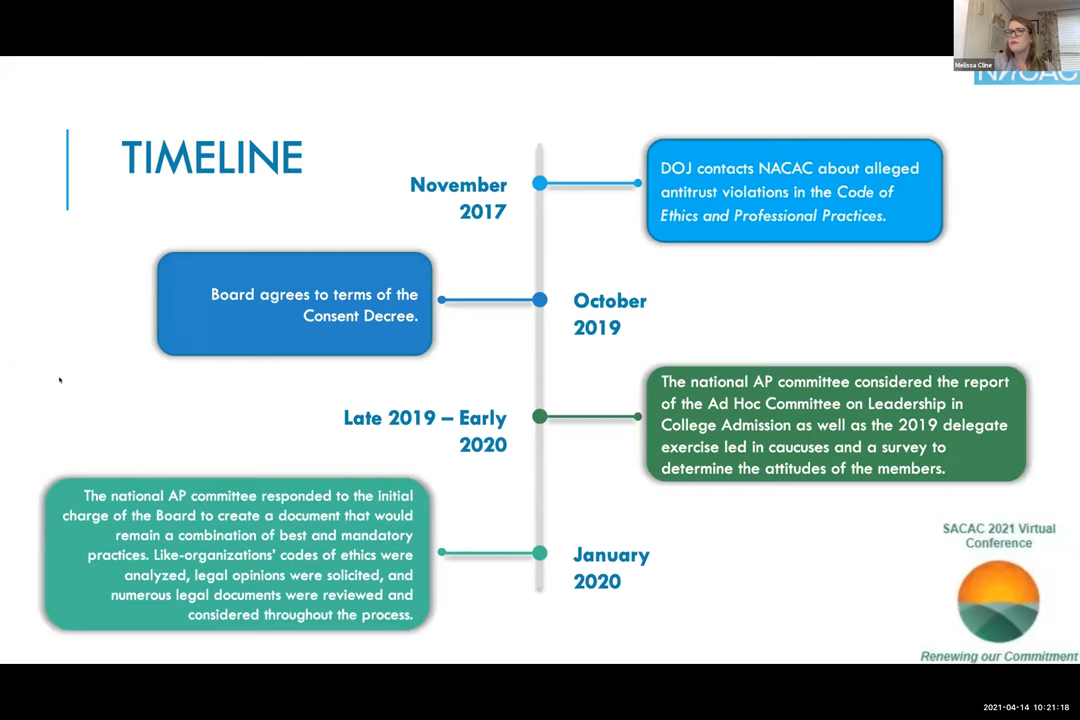 Melissa Cline
NACAC
TIMELINE
November
2017
DOJ contacts NACAC about alleged
antitrust violations in the Code of
Ethics and Professional Practices.
Board agrees to terms of the
Consent Decree.
October
2019
Late 2019 – Early
2020
The national AP committee considered the report
of the Ad Hoc Committee on Leadership in
College Admission as well as the 2019 delegate
exercise led in caucuses and a survey to
determine the attitudes of the members.
The national AP committee responded to the initial
charge of the Board to create a document that would
remain a combination of best and mandatory
practices. Like-organizations' codes of ethics were
analyzed, legal opinions were solicited, and
numerous legal documents were reviewed and
considered throughout the process.
January
2020
SACAC 2021 Virtual
Conference
Renewing our Commitment
2021-04-14 10:21:18